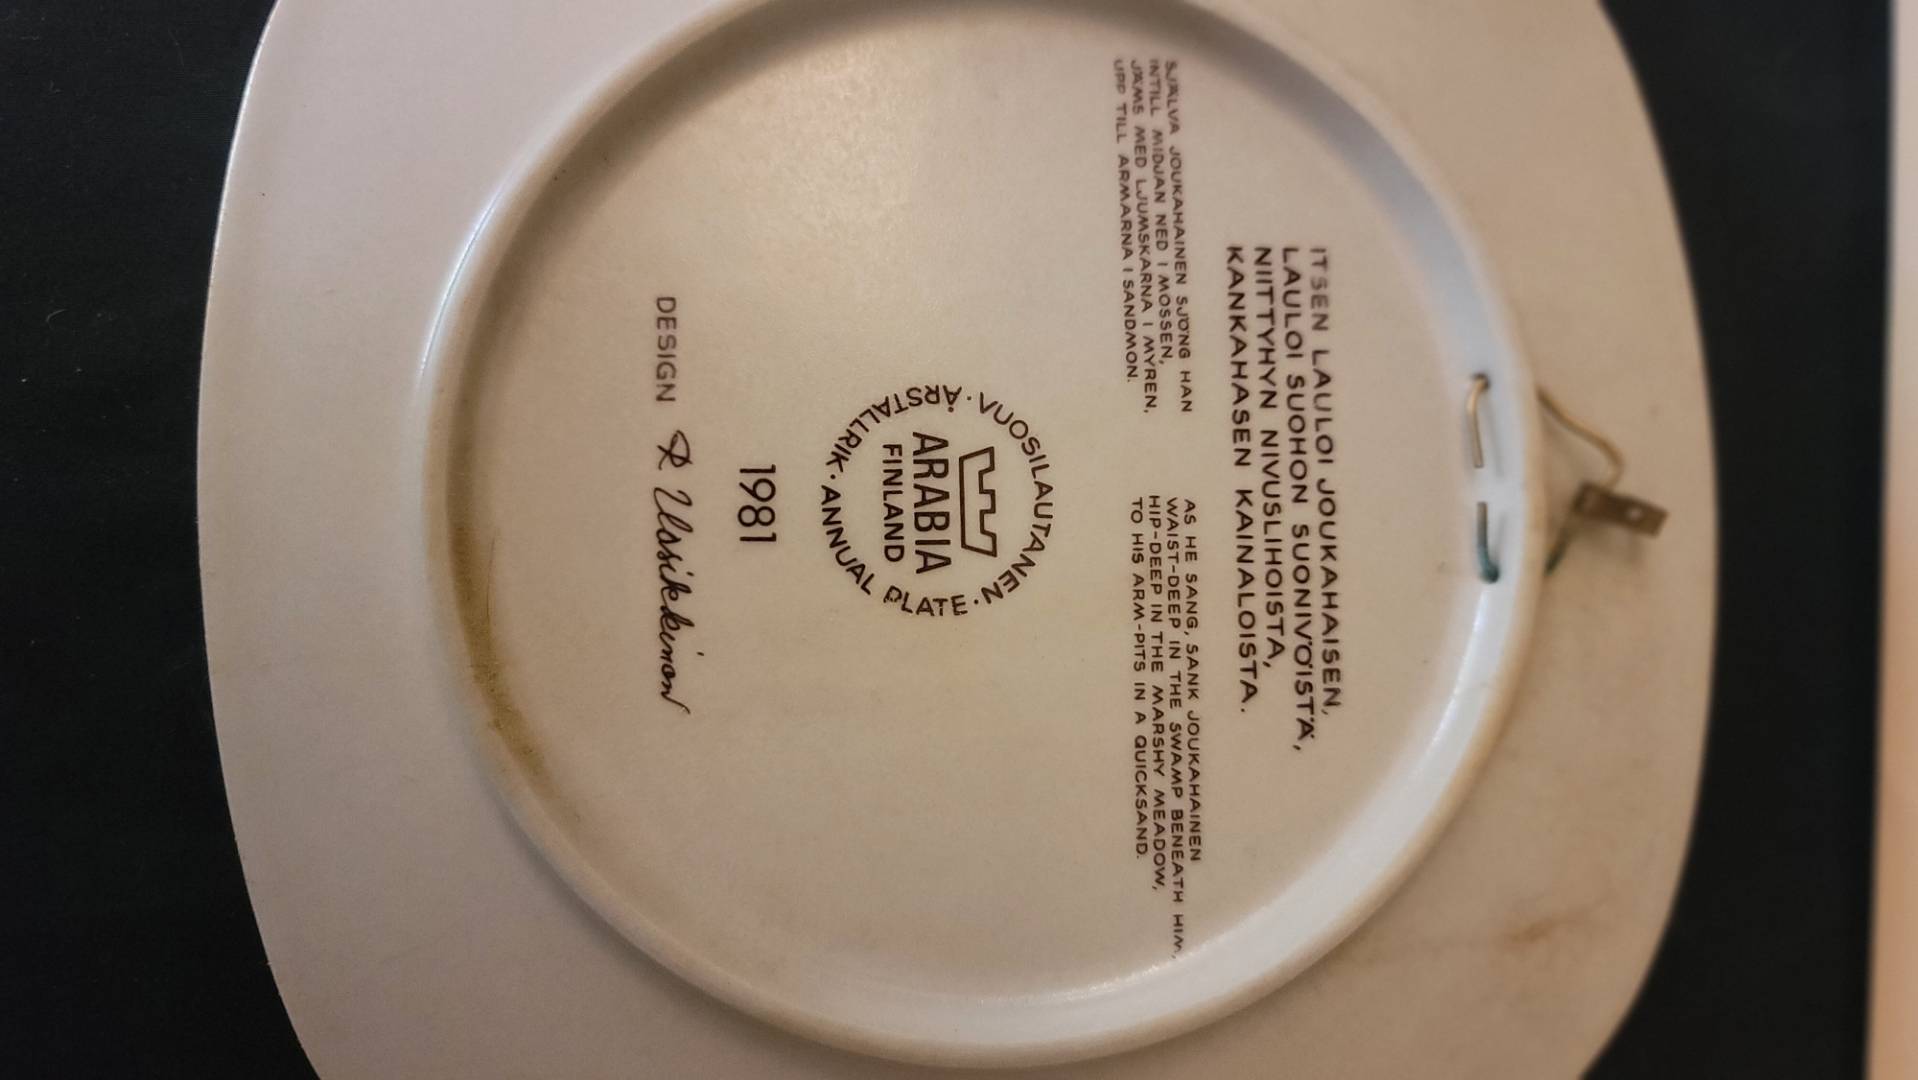 ITSEN LAULOI JOUKAHAISEN,
LAULOI SUOHON SUONIVÖISTÄ,
NIITTYHYN NIVUSLIHOISTA,
KANKAHASEN KAINALOISTA.
SJÄLVA JOUKAHAINEN SJÖNG HAN
INTILL MIDJAN NED I MOSSEN,
JÄMS MED LJUMSKARNA I MYREN,
UPP TILL ARMARNA I SANDMON.
AS HE SANG, SANK JOUKAHAINEN
WAIST-DEEP IN THE SWAMP BENEATH HIM,
HIP-DEEP IN THE MARSHY MEADOW,
TO HIS ARM-PITS IN A QUICKSAND.
VUOSILAUTANEN · ANNUAL PLATE · ÅRSTALLRIK ·
ARABIA
FINLAND
1981
DESIGN R Uosikkinen